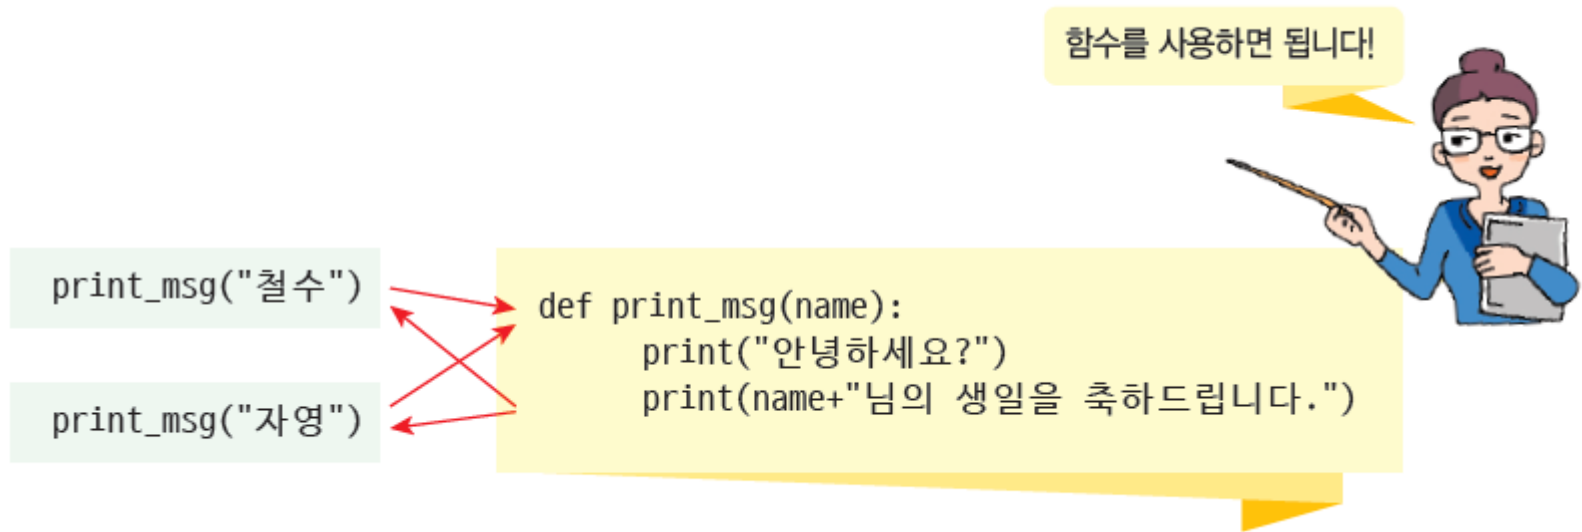 함수를 사용하면 됩니다!
print_msg("철수")
print_msg("자영")
def print_msg(name):
print("안녕하세요?")
print(name+"님의 생일을 축하드립니다.")